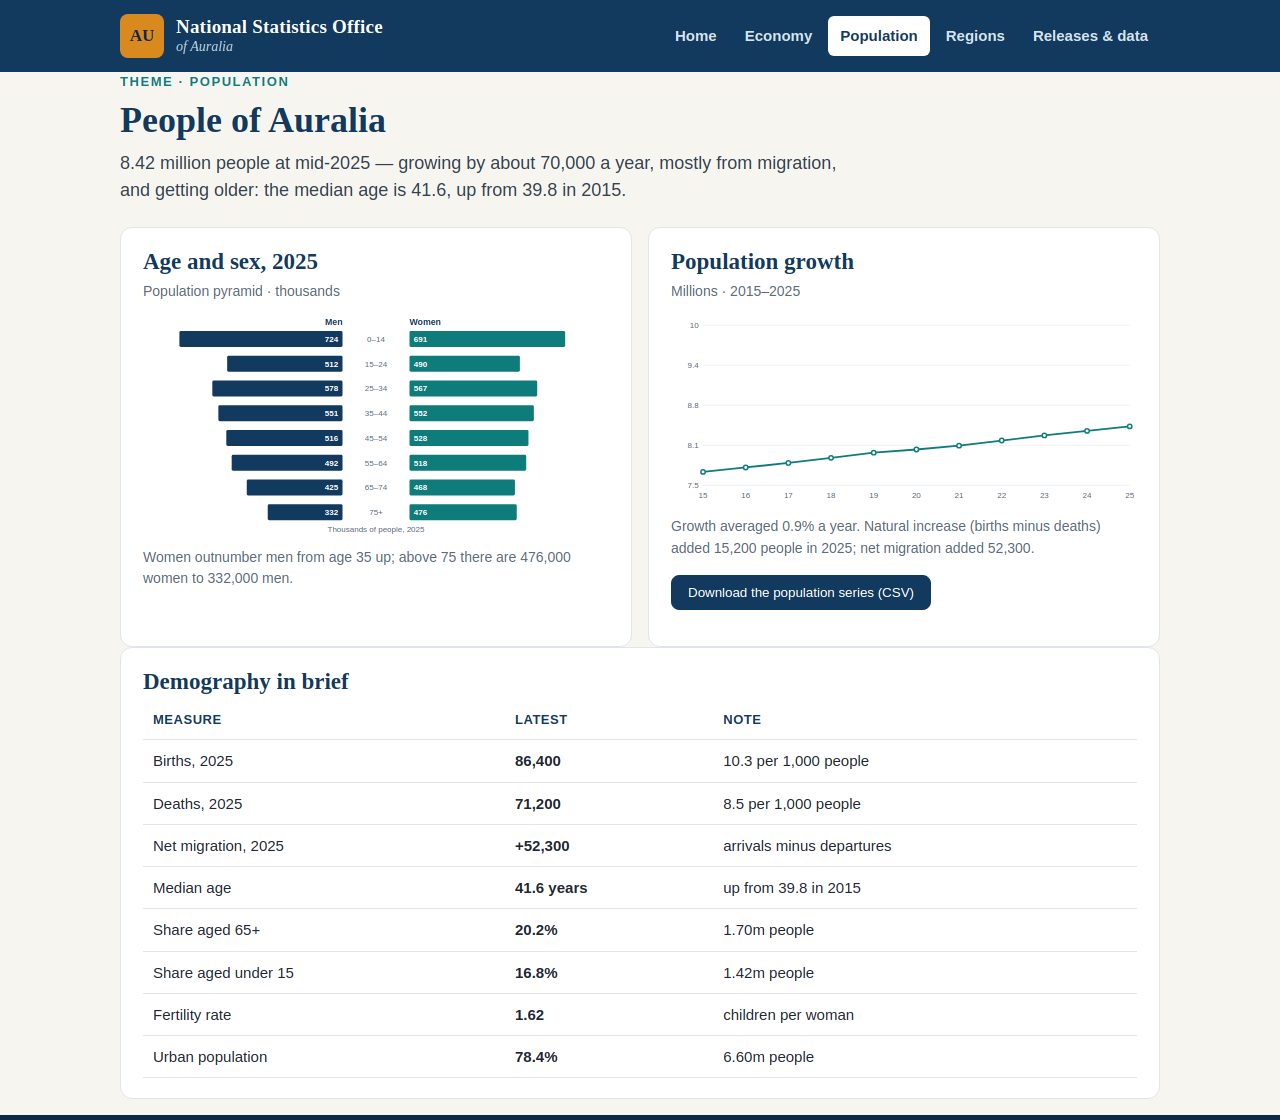 AU
National Statistics Office
of Auralia
Home Economy Population Regions Releases & data
THEME · POPULATION
People of Auralia
8.42 million people at mid-2025 — growing by about 70,000 a year, mostly from migration,
and getting older: the median age is 41.6, up from 39.8 in 2015.
Age and sex, 2025
Population pyramid · thousands
Men Women
724 0–14 691
512 15–24 490
578 25–34 567
551 35–44 552
516 45–54 528
492 55–64 518
425 65–74 468
332 75+ 476
Thousands of people, 2025
Women outnumber men from age 35 up; above 75 there are 476,000
women to 332,000 men.
Population growth
Millions · 2015–2025
10
9.4
8.8
8.1
7.5
15 16 17 18 19 20 21 22 23 24 25
Growth averaged 0.9% a year. Natural increase (births minus deaths)
added 15,200 people in 2025; net migration added 52,300.
Download the population series (CSV)
Demography in brief
MEASURE LATEST NOTE
Births, 2025 86,400 10.3 per 1,000 people
Deaths, 2025 71,200 8.5 per 1,000 people
Net migration, 2025 +52,300 arrivals minus departures
Median age 41.6 years up from 39.8 in 2015
Share aged 65+ 20.2% 1.70m people
Share aged under 15 16.8% 1.42m people
Fertility rate 1.62 children per woman
Urban population 78.4% 6.60m people